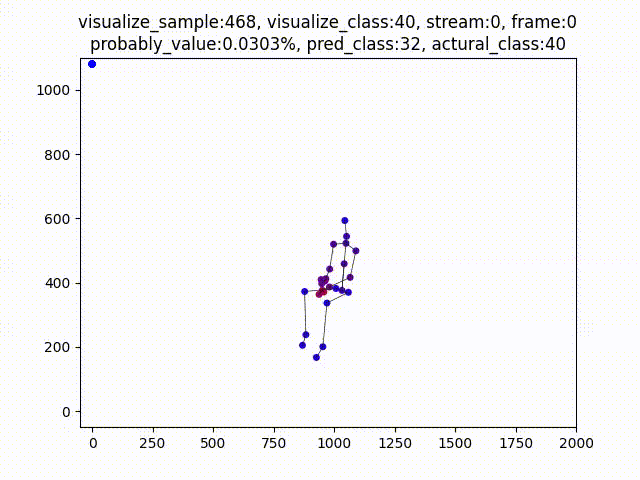 visualize_sample:468, visualize_class:40, stream:0, frame:0
probably_value:0.0303%, pred_class:32, actural_class:40
1000
800
600
400
200
0
0 250 500 750 1000 1250 1500 1750 2000